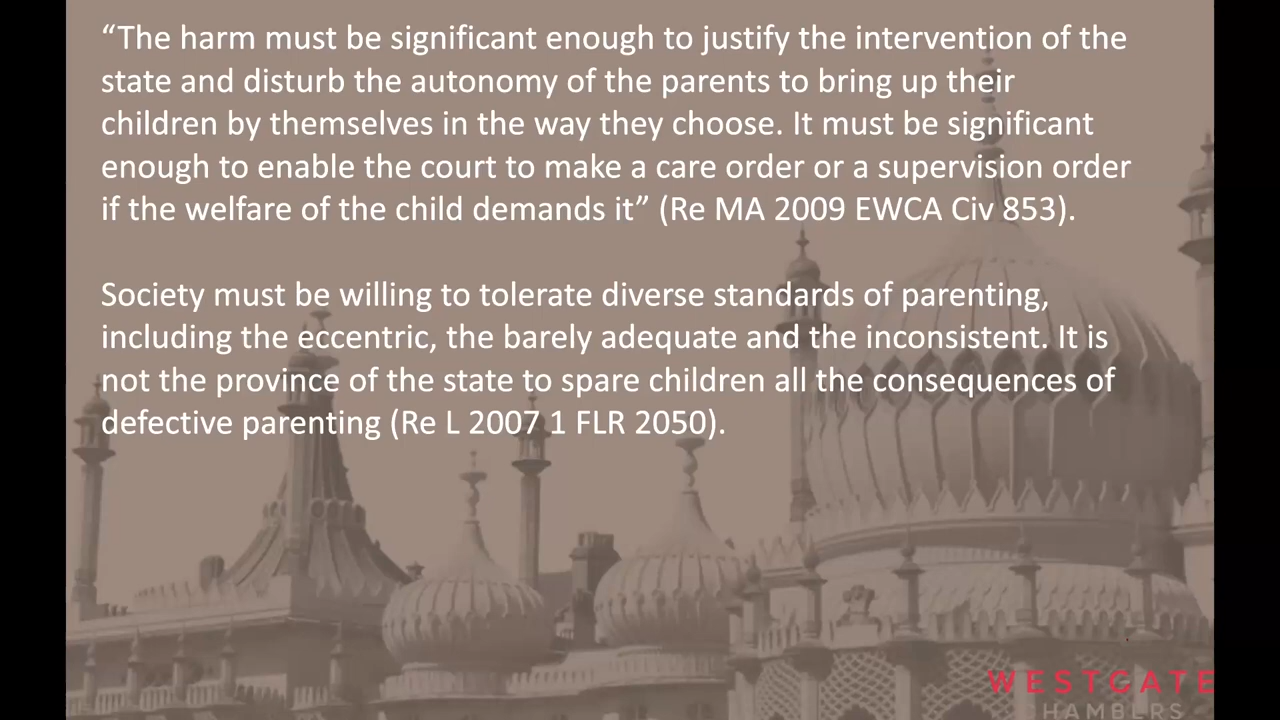 “The harm must be significant enough to justify the intervention of the
state and disturb the autonomy of the parents to bring up their
children by themselves in the way they choose. It must be significant
enough to enable the court to make a care order or a supervision order
if the welfare of the child demands it” (Re MA 2009 EWCA Civ 853).
Society must be willing to tolerate diverse standards of parenting,
including the eccentric, the barely adequate and the inconsistent. It is
not the province of the state to spare children all the consequences of
defective parenting (Re L 2007 1 FLR 2050).
WESTGATE
CHAMBERS